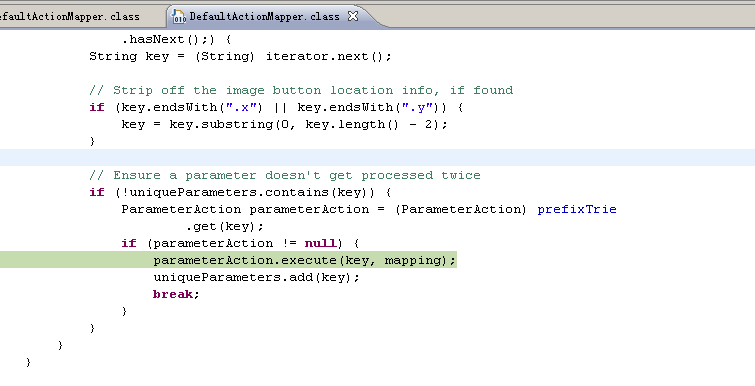 efaultActionMapper.class DefaultActionMapper.class
.hasNext();) {
String key = (String) iterator.next();
// Strip off the image button location info, if found
if (key.endsWith(".x") || key.endsWith(".y")) {
key = key.substring(0, key.length() - 2);
}
// Ensure a parameter doesn't get processed twice
if (!uniqueParameters.contains(key)) {
ParameterAction parameterAction = (ParameterAction) prefixTrie
.get(key);
if (parameterAction != null) {
parameterAction.execute(key, mapping);
uniqueParameters.add(key);
break;
}
}
}
}